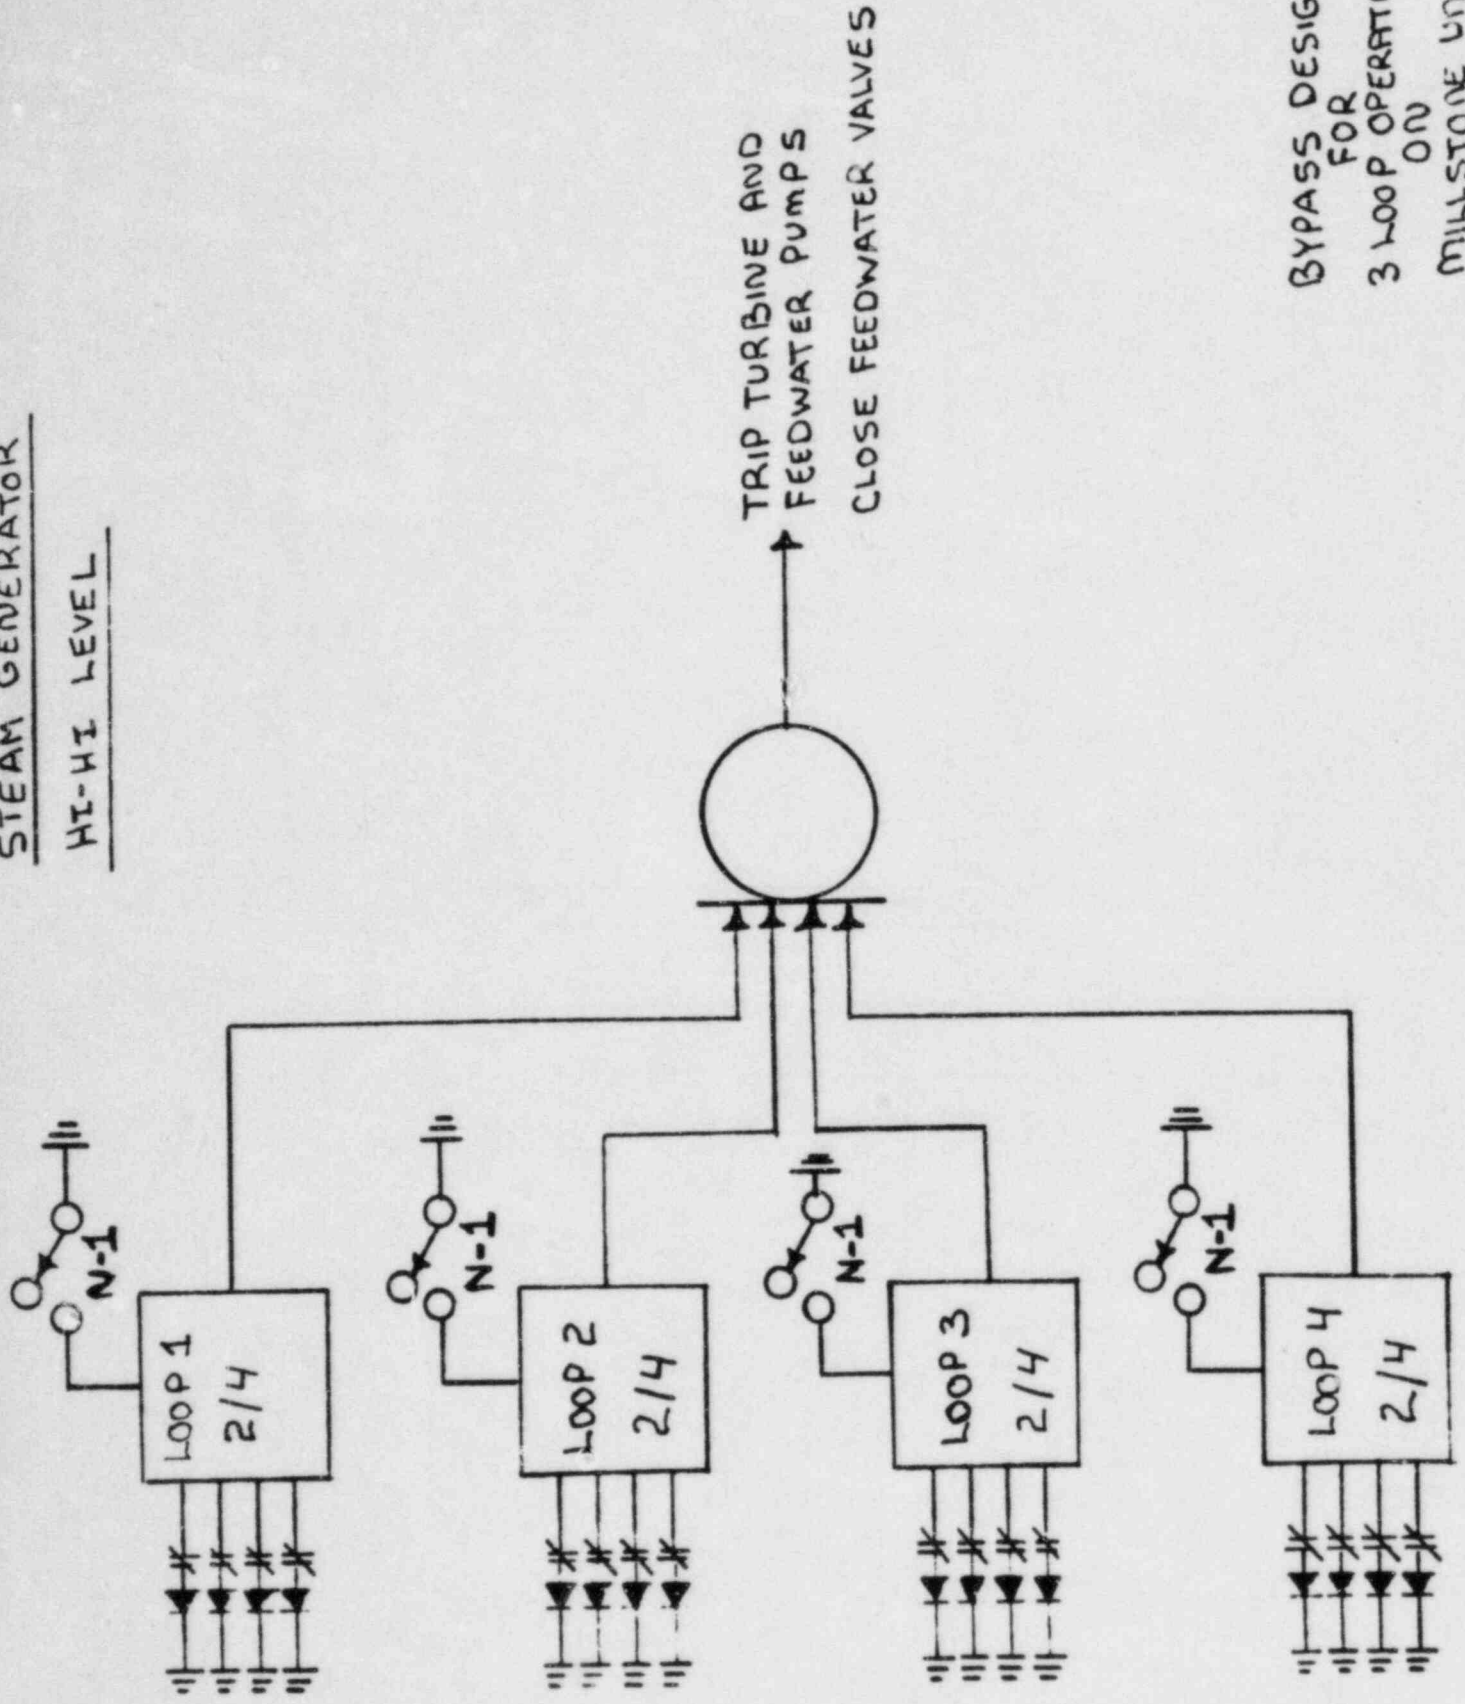 STEAM GENERATOR
HI-HI LEVEL
N-1
LOOP 1
2/4
N-1
LOOP 2
2/4
N-1
LOOP 3
2/4
N-1
LOOP 4
2/4
TRIP TURBINE AND
FEEDWATER PUMPS
CLOSE FEEDWATER VALVES
BYPASS DESIG
FOR
3 LOOP OPERATI
ON
MILLSTONE UN